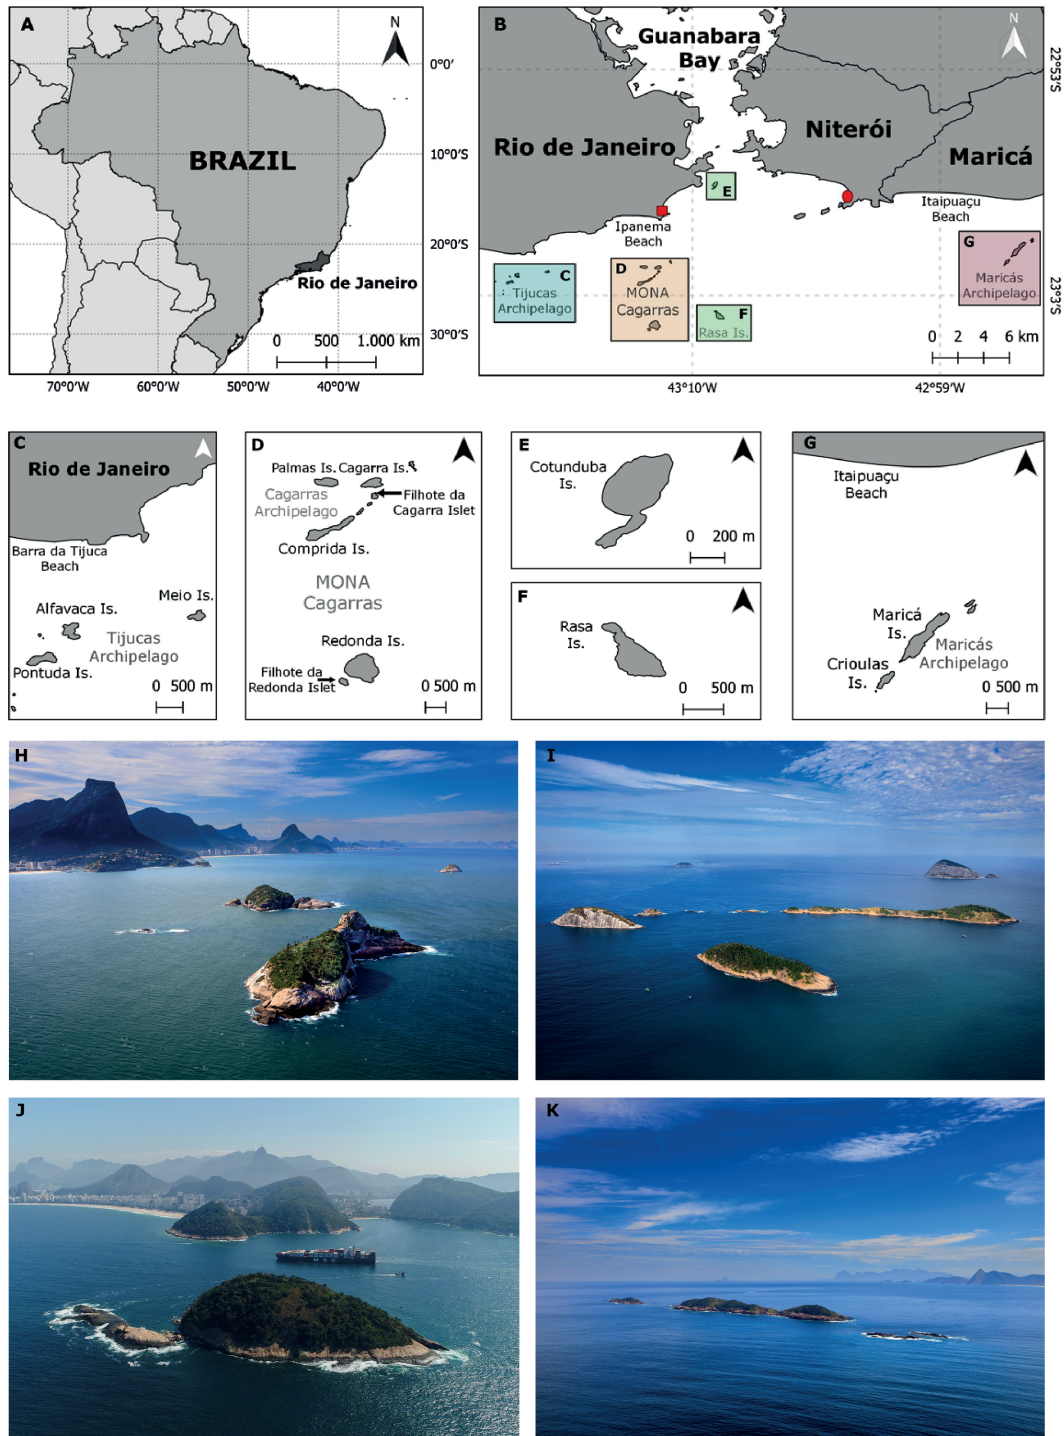 A
N
0°0'
BRAZIL
10°0'S
20°0'S
Rio de Janeiro
0 500 1.000 km
30°0'S
70°0'W 60°0'W 50°0'W 40°0'W
B
N
Guanabara
Bay
22°53'S
Rio de Janeiro
Niterói
Maricá
E
Ipanema
Beach
Itaipuaçu
Beach
C
Tijucas
Archipelago
D
MONA
Cagarras
F
Rasa Is.
G
Maricás
Archipelago
23°3'S
0 2 4 6 km
43°10'W 42°59'W
C
Rio de Janeiro
Barra da Tijuca
Beach
Meio Is.
Alfavaca Is.
Tijucas
Archipelago
Pontuda Is.
0 500 m
D
Palmas Is. Cagarra Is.
Cagarras
Archipelago
Filhote da
Cagarra Islet
Comprida Is.
MONA
Cagarras
Redonda Is.
Filhote da
Redonda Islet
0 500 m
E
Cotunduba
Is.
0 200 m
F
Rasa
Is.
0 500 m
G
Itaipuaçu
Beach
Maricá
Is.
Maricás
Archipelago
Crioulas
Is.
0 500 m
H
I
J
K